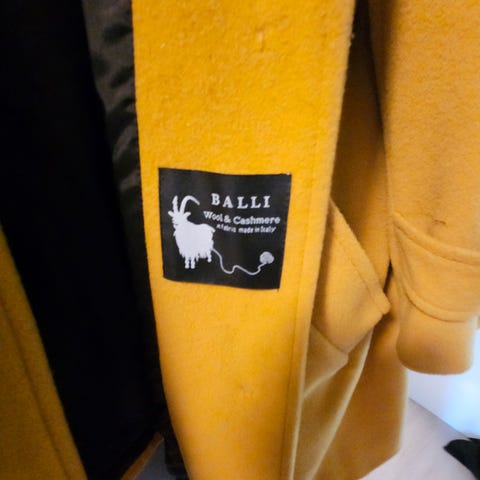 BALLI
Wool & Cashmere
A fabric made in Italy